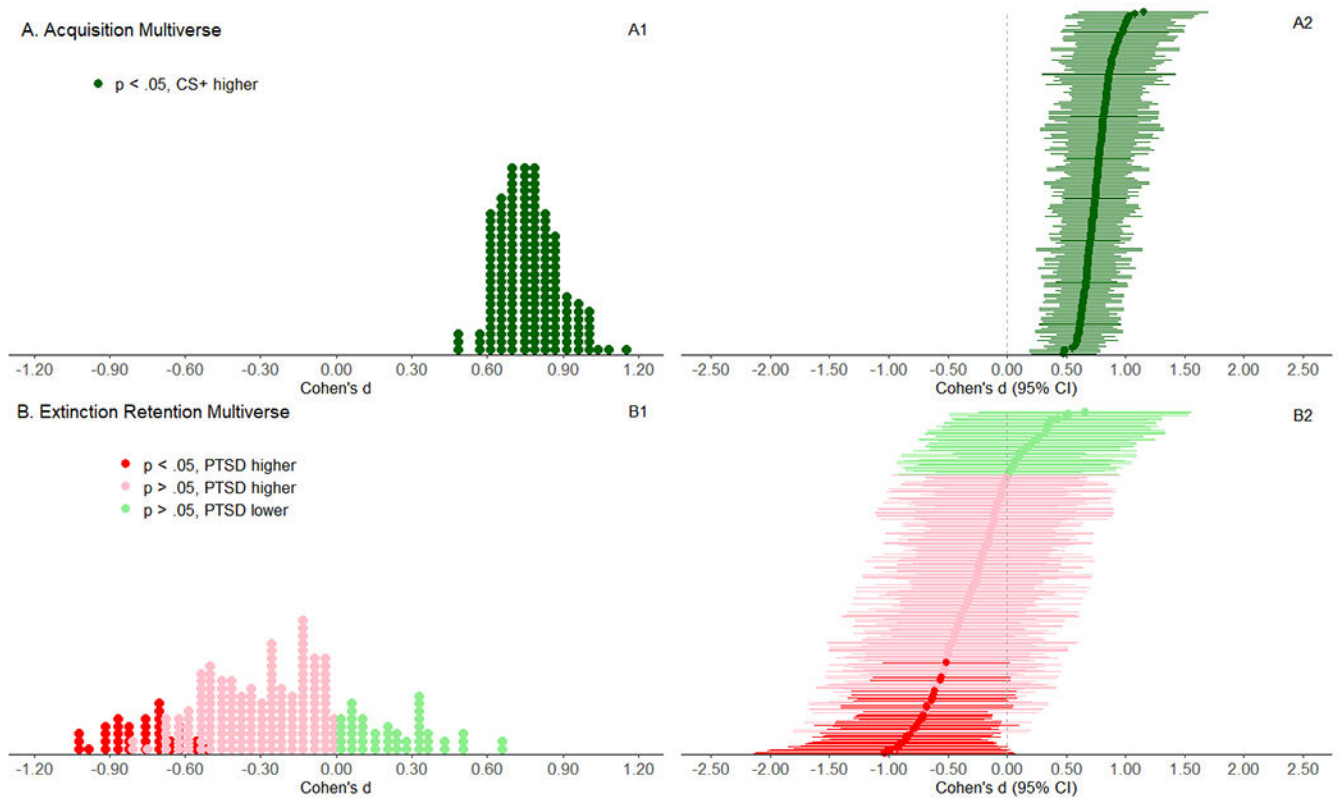 A. Acquisition Multiverse
A1
A2
p < .05, CS+ higher
-1.20 -0.90 -0.60 -0.30 0.00 0.30 0.60 0.90 1.20
Cohen's d
-2.50 -2.00 -1.50 -1.00 -0.50 0.00 0.50 1.00 1.50 2.00 2.50
Cohen's d (95% CI)
B. Extinction Retention Multiverse
B1
B2
p < .05, PTSD higher
p > .05, PTSD higher
p > .05, PTSD lower
-1.20 -0.90 -0.60 -0.30 0.00 0.30 0.60 0.90 1.20
Cohen's d
-2.50 -2.00 -1.50 -1.00 -0.50 0.00 0.50 1.00 1.50 2.00 2.50
Cohen's d (95% CI)